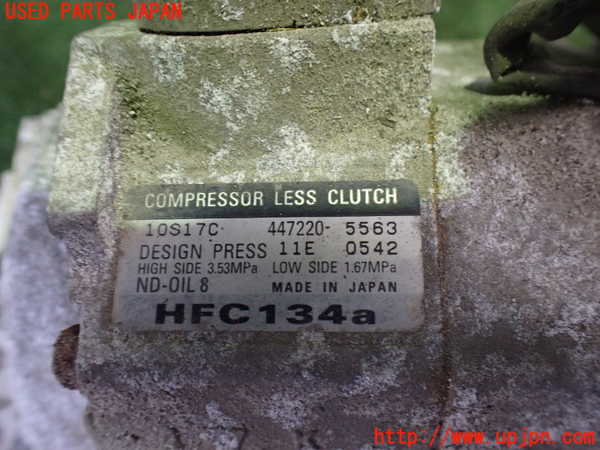 USED PARTS JAPAN
COMPRESSOR LESS CLUTCH
10S17C 447220-5563
DESIGN PRESS 11E 0542
HIGH SIDE 3.53MPa LOW SIDE 1.67MPa
ND-OIL 8 MADE IN JAPAN
HFC134a
http://www.upjpn.com/